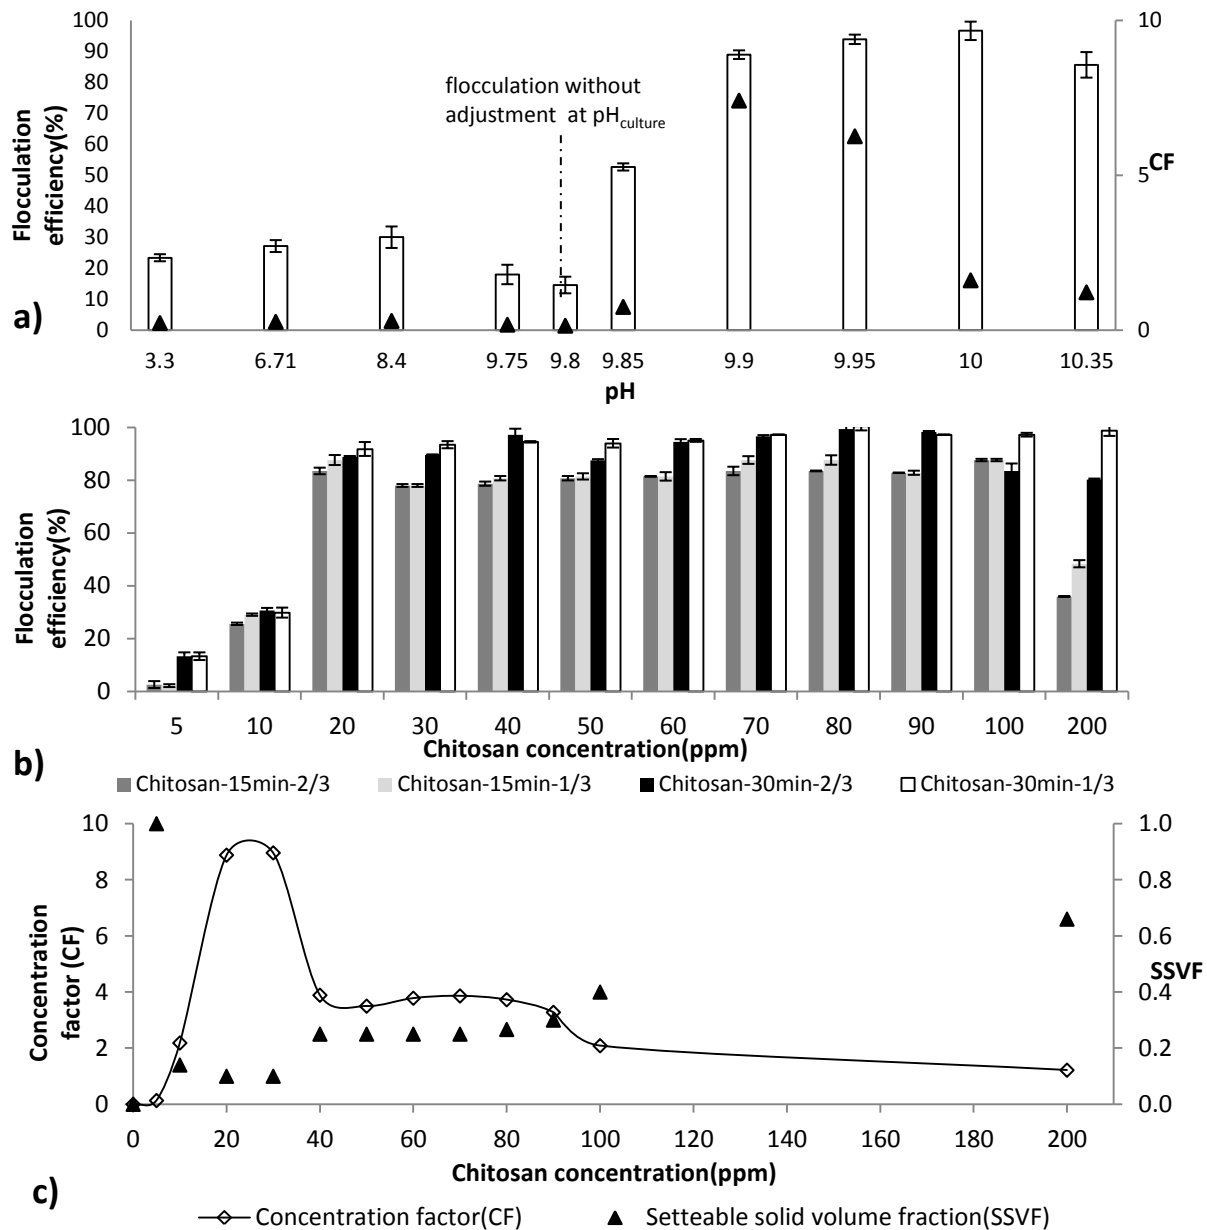 100
90
80
70
60
50
40
30
20
10
0
Flocculation
efficiency(%)
10
5
0
CF
flocculation without
adjustment at pHculture
a)
3.3 6.71 8.4 9.75 9.8 9.85 9.9 9.95 10 10.35
pH
100
80
60
40
20
0
Flocculation
efficiency(%)
5 10 20 30 40 50 60 70 80 90 100 200
Chitosan concentration(ppm)
b)
Chitosan-15min-2/3 Chitosan-15min-1/3 Chitosan-30min-2/3 Chitosan-30min-1/3
10
8
6
4
2
0
Concentration
factor (CF)
1.0
0.8
0.6
0.4
0.2
0.0
SSVF
0 20 40 60 80 100 120 140 160 180 200
Chitosan concentration(ppm)
c)
Concentration factor(CF) Setteable solid volume fraction(SSVF)